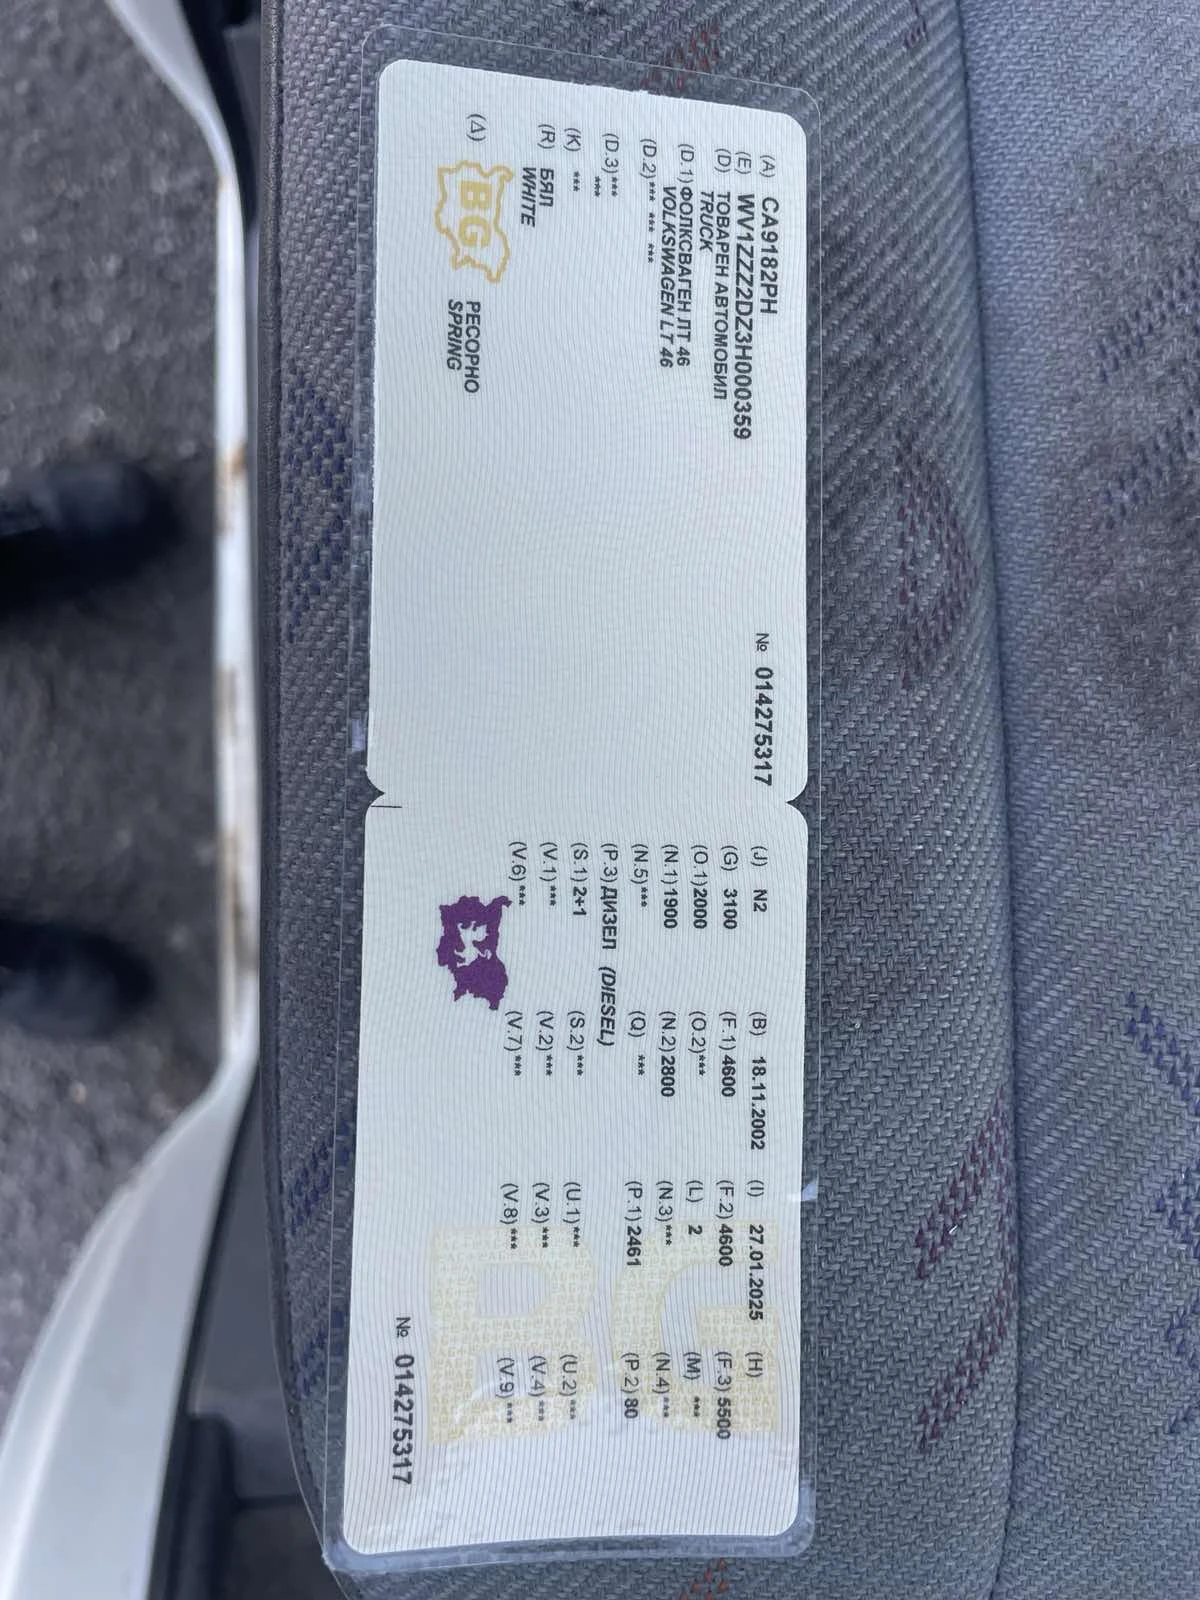 (A) CA9182PH
(E) WV1ZZZ2DZ3H000359
(D) ТОВАРЕН АВТОМОБИЛ
TRUCK
(D.1) ФОЛКСВАГЕН ЛТ 46
VOLKSWAGEN LT 46
(D.2) *** *** ***
(D.3) ***
***
(K) ***
(R) БЯЛ
WHITE
(Δ) BG РЕСОРНО
SPRING
№ 014275317
(J) N2 (B) 18.11.2002 (I) 27.01.2025 (H)
(G) 3100 (F.1) 4600 (F.2) 4600 (F.3) 5500
(O.1) 2000 (O.2) *** (L) 2 (M) ***
(N.1) 1900 (N.2) 2800 (N.3) *** (N.4) ***
(N.5) *** (Q) *** (P.1) 2461 (P.2) 80
(P.3) ДИЗЕЛ (DIESEL)
(S.1) 2+1 (S.2) *** (U.1) *** (U.2) ***
(V.1) *** (V.2) *** (V.3) *** (V.4) ***
(V.6) *** (V.7) *** (V.8) *** (V.9) ***
BG
№ 014275317